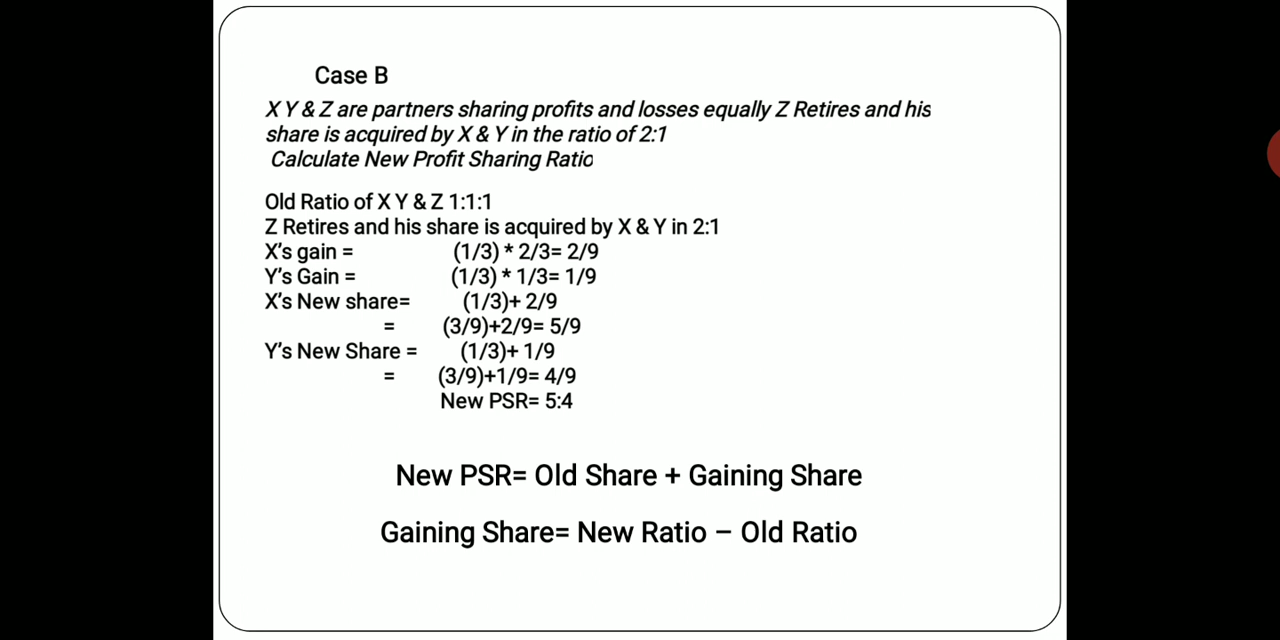 Case B
X Y & Z are partners sharing profits and losses equally Z Retires and his
share is acquired by X & Y in the ratio of 2:1
Calculate New Profit Sharing Ratio
Old Ratio of X Y & Z 1:1:1
Z Retires and his share is acquired by X & Y in 2:1
X's gain = (1/3) * 2/3= 2/9
Y's Gain = (1/3) * 1/3= 1/9
X's New share= (1/3)+ 2/9
= (3/9)+2/9= 5/9
Y's New Share = (1/3)+ 1/9
= (3/9)+1/9= 4/9
New PSR= 5:4
New PSR= Old Share + Gaining Share
Gaining Share= New Ratio – Old Ratio